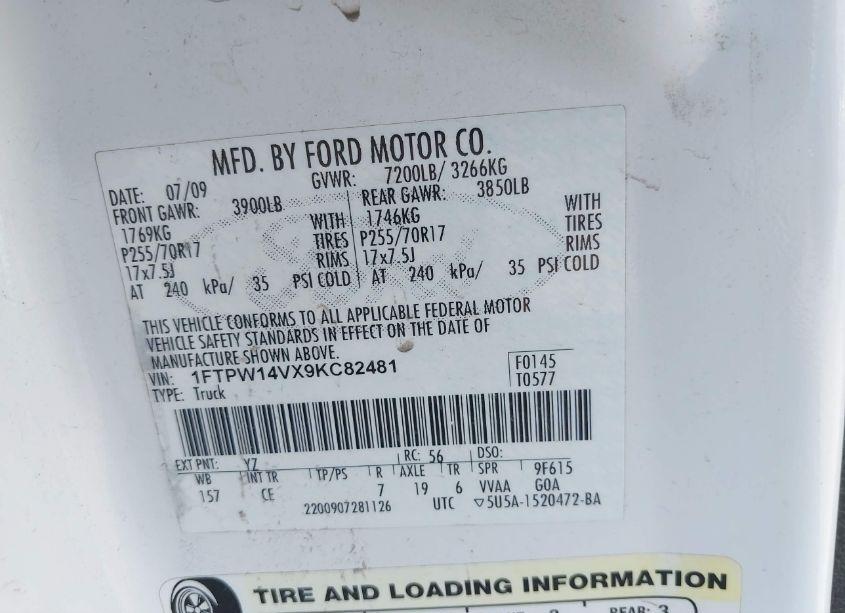 MFD. BY FORD MOTOR CO.
DATE: 07/09 GVWR: 7200LB/ 3266KG
FRONT GAWR: 3900LB REAR GAWR: 3850LB
1769KG WITH 1746KG WITH
P255/70R17 TIRES P255/70R17 TIRES
17x7.5J RIMS 17x7.5J RIMS
AT 240 kPa/ 35 PSI COLD AT 240 kPa/ 35 PSI COLD
THIS VEHICLE CONFORMS TO ALL APPLICABLE FEDERAL MOTOR
VEHICLE SAFETY STANDARDS IN EFFECT ON THE DATE OF
MANUFACTURE SHOWN ABOVE.
VIN: 1FTPW14VX9KC82481 F0145
TYPE: Truck T0577
EXT PNT: YZ RC: 56 DSO:
WB INT TR TP/PS R AXLE TR SPR 9F615
157 CE 7 19 6 VVAA GOA
2200907281126 UTC ▽5U5A-1520472-BA
TIRE AND LOADING INFORMATION
REAR: 3